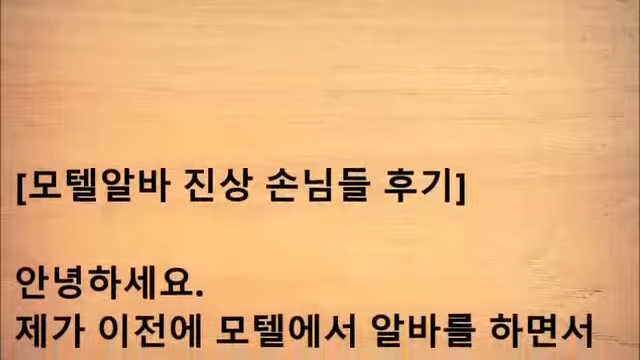 [모텔알바 진상 손님들 후기]
안녕하세요.
제가 이전에 모텔에서 알바를 하면서